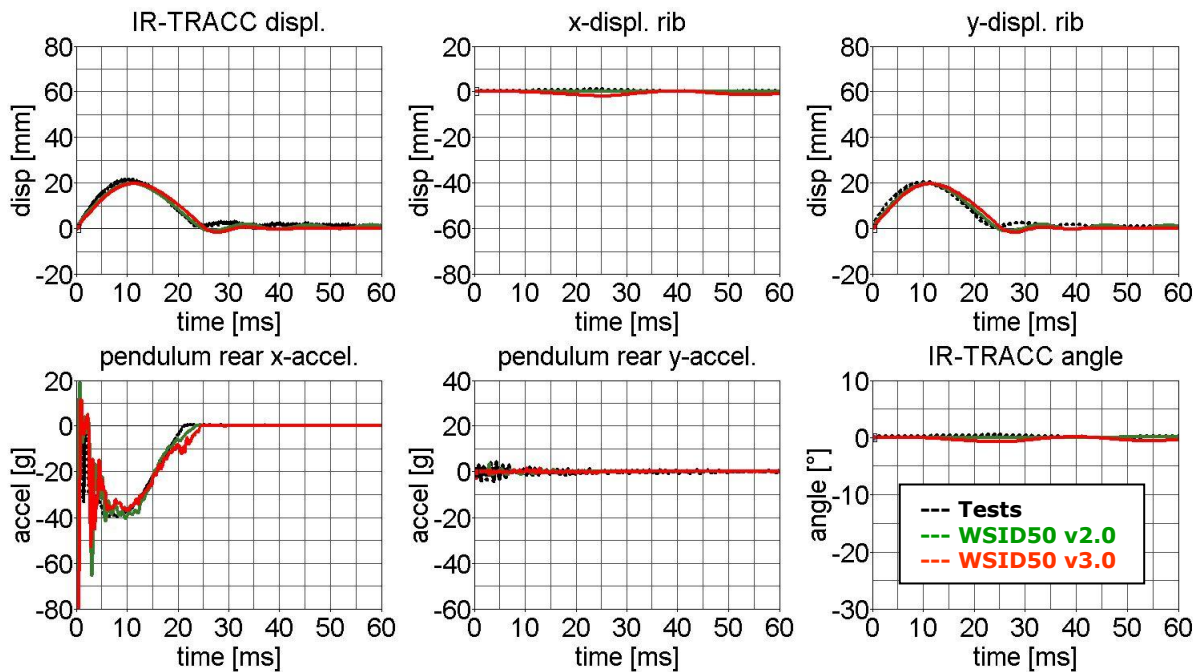 IR-TRACC displ.
80
60
40
20
0
-20
disp [mm]
0 10 20 30 40 50 60
time [ms]
x-displ. rib
20
0
-20
-40
-60
-80
disp [mm]
0 10 20 30 40 50 60
time [ms]
y-displ. rib
80
60
40
20
0
-20
disp [mm]
0 10 20 30 40 50 60
time [ms]
pendulum rear x-accel.
20
0
-20
-40
-60
-80
accel [g]
0 10 20 30 40 50 60
time [ms]
pendulum rear y-accel.
40
20
0
-20
-40
-60
accel [g]
0 10 20 30 40 50 60
time [ms]
IR-TRACC angle
10
0
-10
-20
-30
angle [°]
0 10 20 30 40 50 60
time [ms]
Tests
WSID50 v2.0
WSID50 v3.0